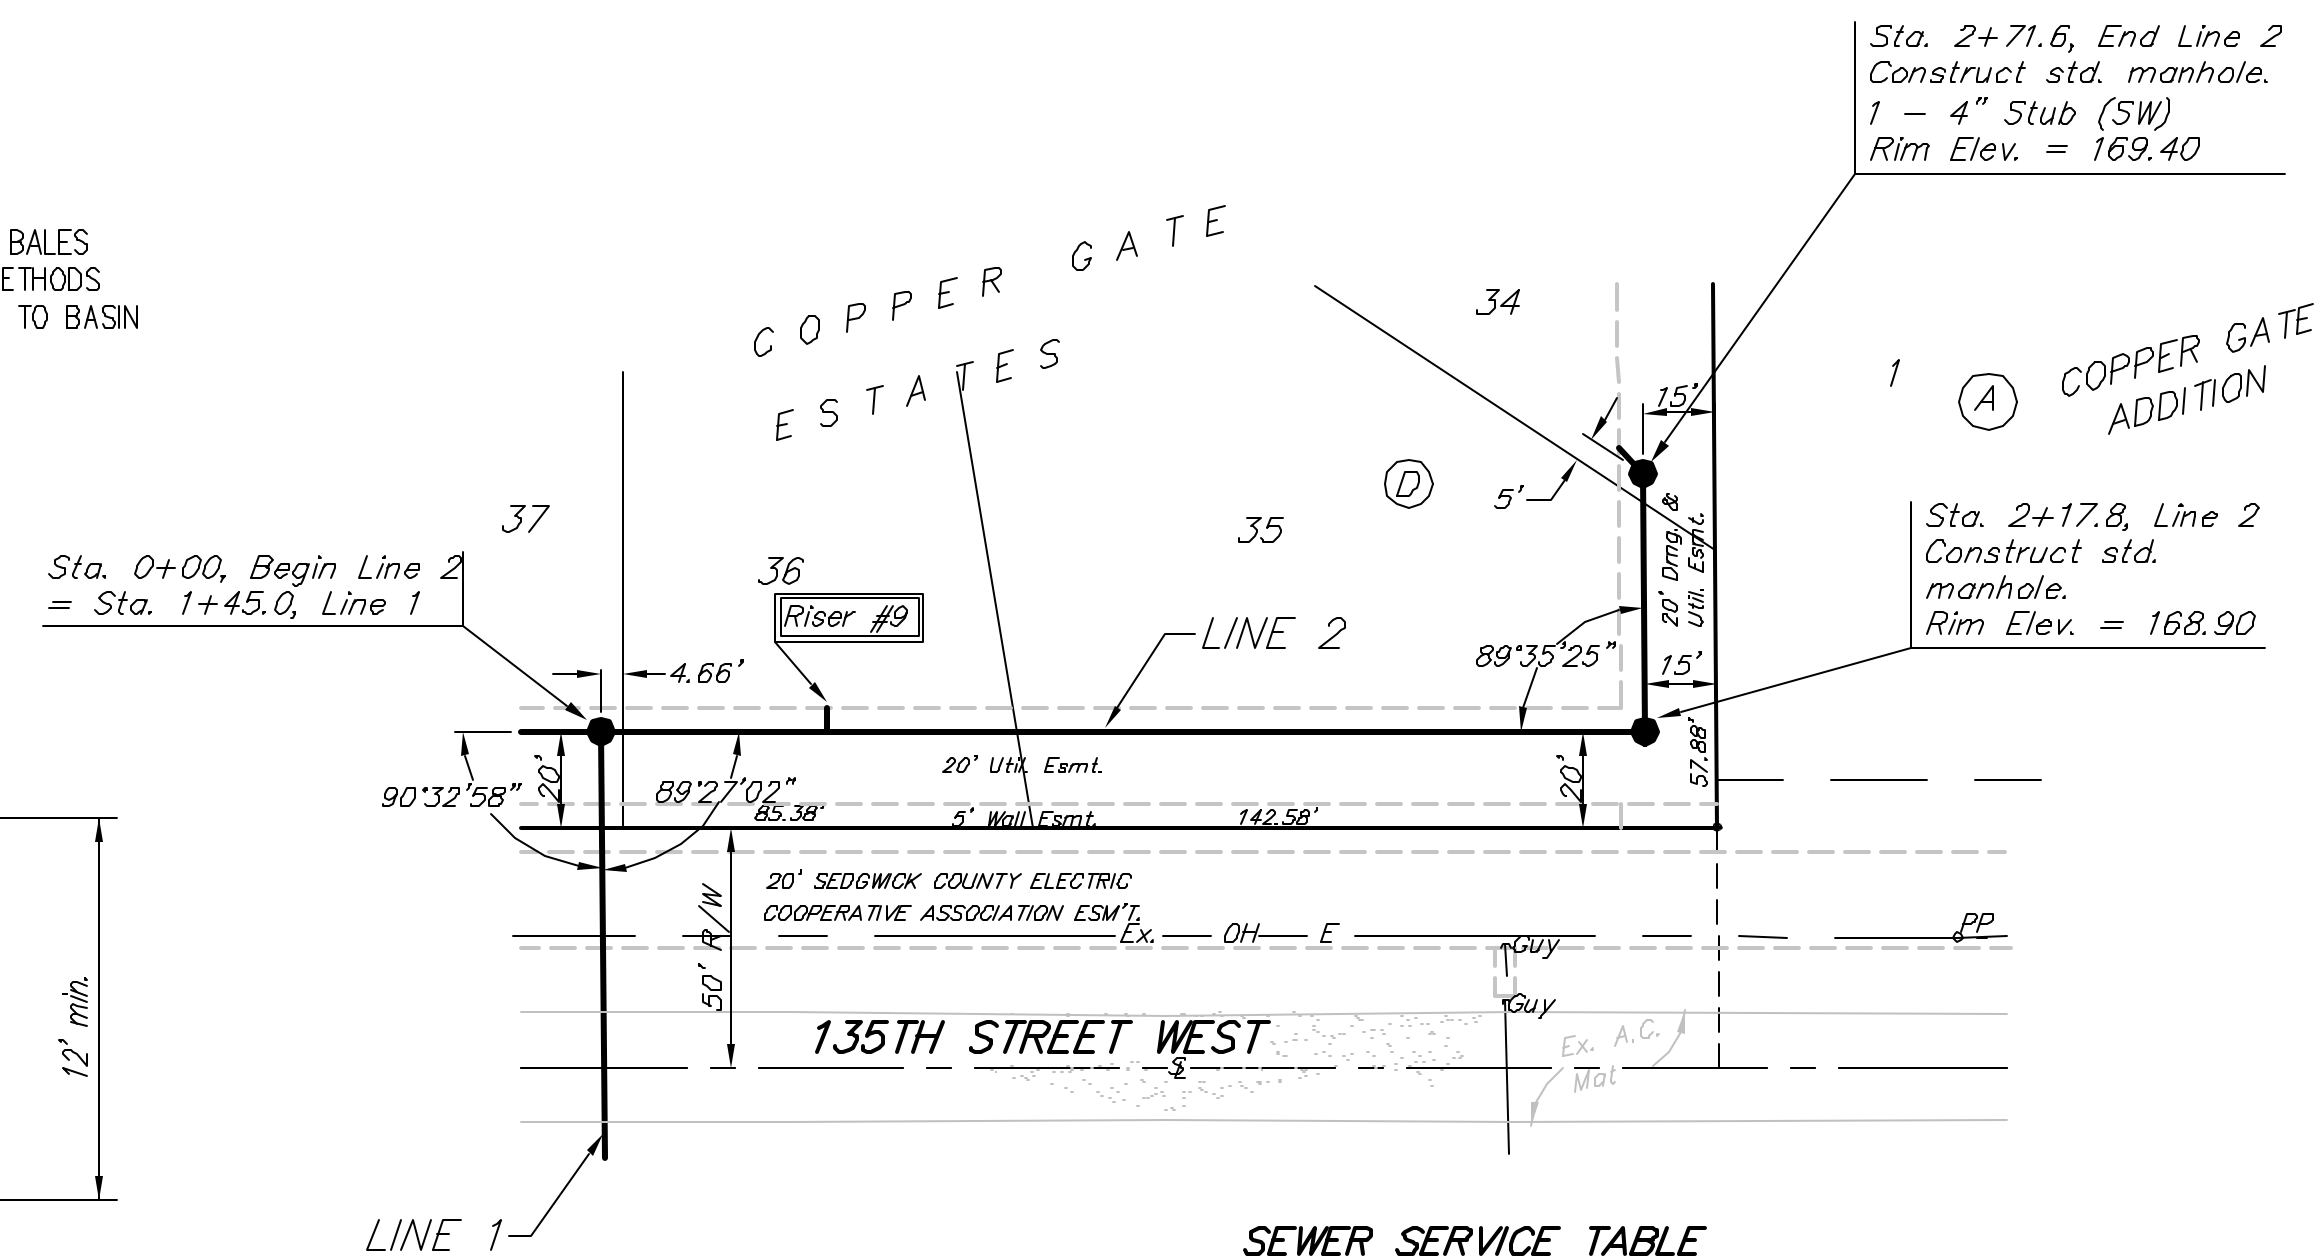 Sta. 2+71.6, End Line 2
Construct std. manhole.
1 - 4" Stub (SW)
Rim Elev. = 169.40
BALES
ETHODS
TO BASIN
COPPER GATE
ESTATES
34
15'
1
A
COPPER GATE
ADDITION
D
5'
37
35
36
20' Drng. &
Util. Esmt.
Sta. 2+17.8, Line 2
Construct std.
manhole.
Rim Elev. = 168.90
Sta. 0+00, Begin Line 2
= Sta. 1+45.0, Line 1
Riser #9
LINE 2
89°35'25"
15'
4.66'
57.88'
20'
20' Util. Esmt.
20'
90°32'58"
89°27'02"
85.38'
5' Wall Esmt.
142.58'
20' SEDGWICK COUNTY ELECTRIC
COOPERATIVE ASSOCIATION ESM'T.
50' R/W
Ex. OH E
PP
Guy
Guy
12' min.
135TH STREET WEST
Ex. A.C.
Mat
LINE 1
SEWER SERVICE TABLE